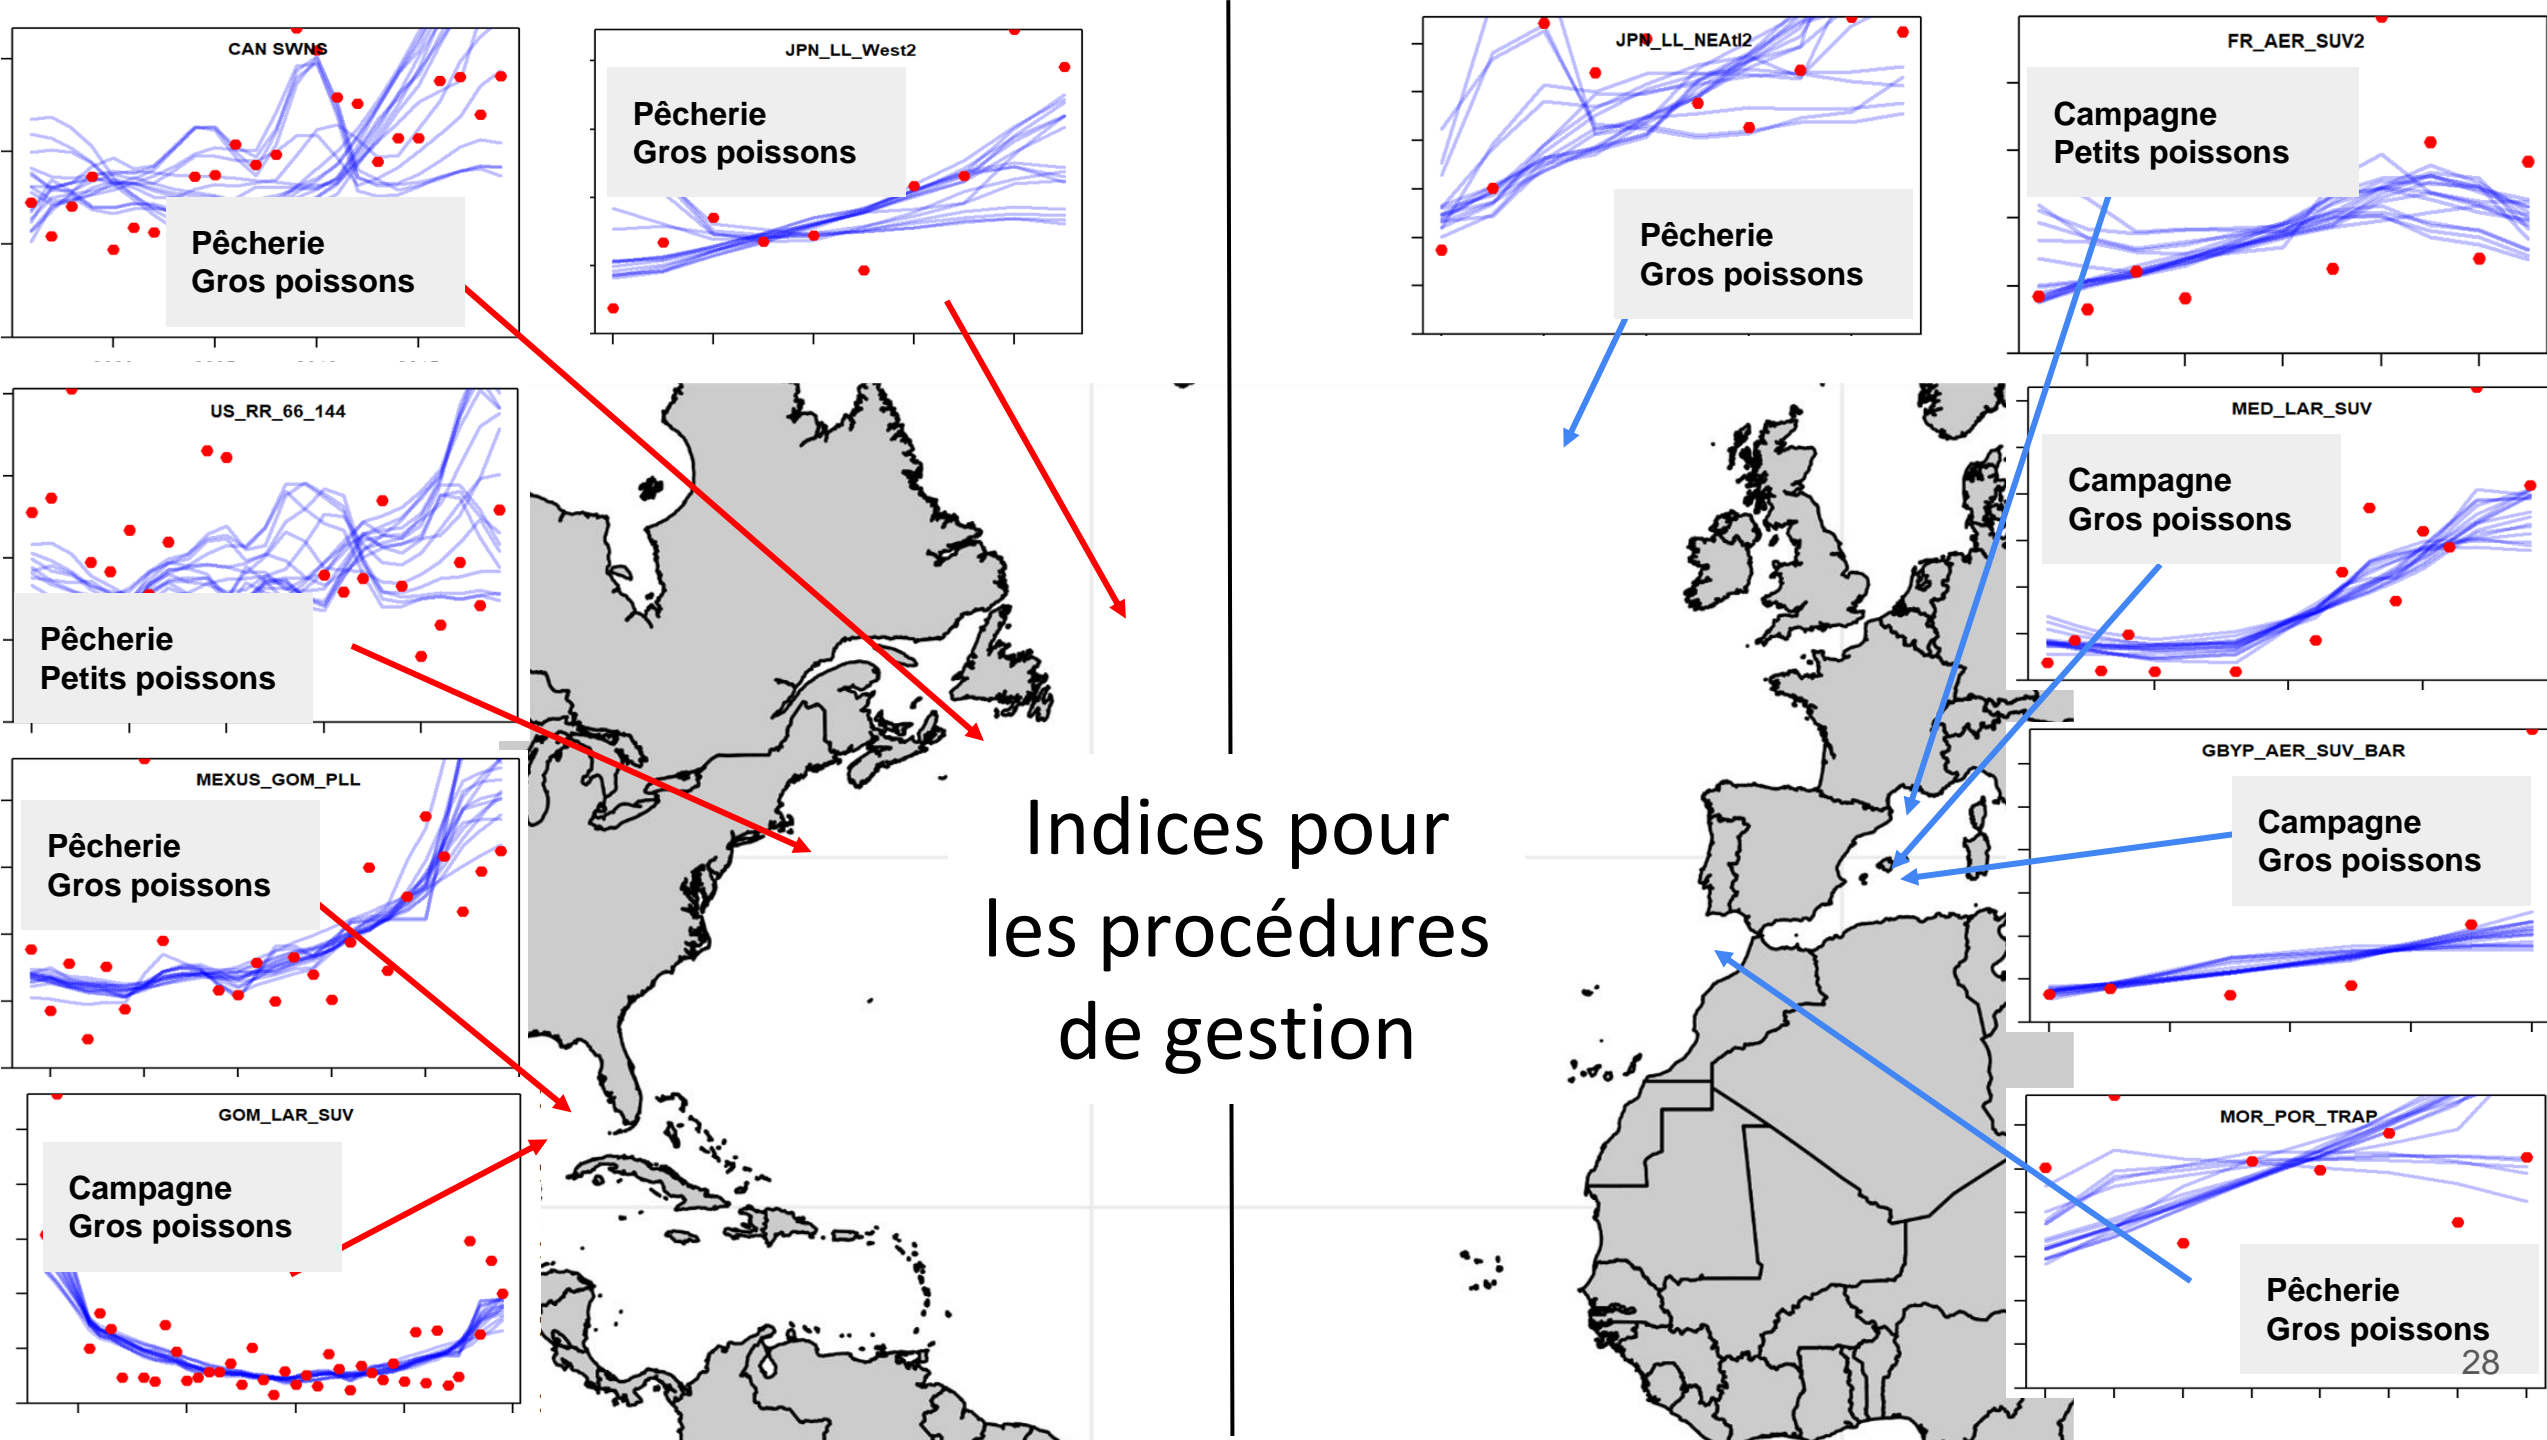 CAN SWNS
Pêcherie
Gros poissons
JPN_LL_West2
Pêcherie
Gros poissons
JPN_LL_NEAtl2
Pêcherie
Gros poissons
FR_AER_SUV2
Campagne
Petits poissons
US_RR_66_144
Pêcherie
Petits poissons
MED_LAR_SUV
Campagne
Gros poissons
MEXUS_GOM_PLL
Pêcherie
Gros poissons
GBYP_AER_SUV_BAR
Campagne
Gros poissons
Indices pour
les procédures
de gestion
GOM_LAR_SUV
Campagne
Gros poissons
MOR_POR_TRAP
Pêcherie
Gros poissons
28